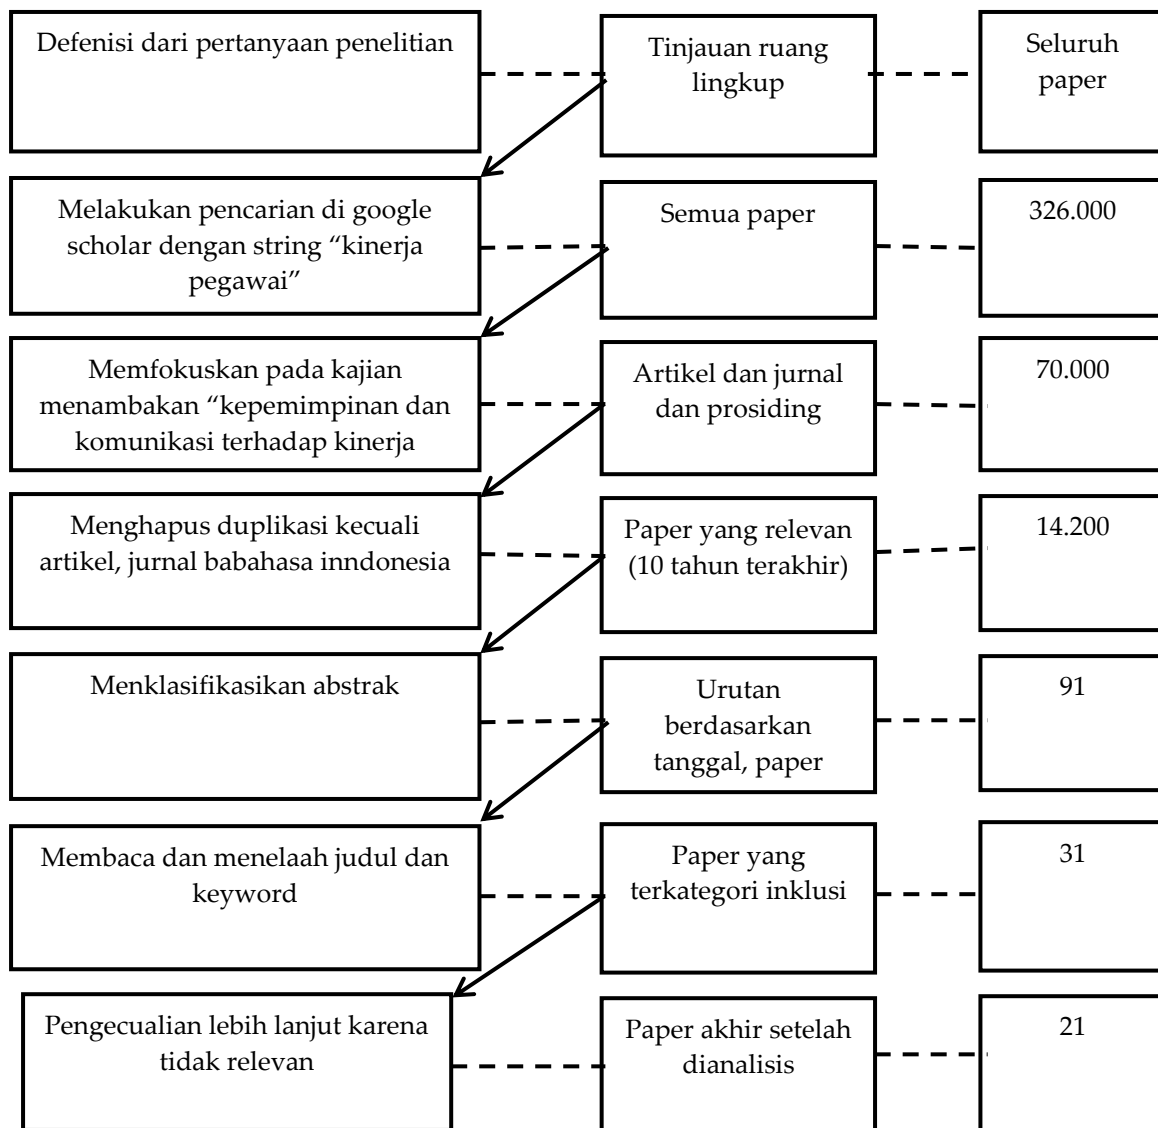 Defenisi dari pertanyaan penelitian
Tinjauan ruang
lingkup
Seluruh
paper
Melakukan pencarian di google
scholar dengan string “kinerja
pegawai”
Semua paper
326.000
Memfokuskan pada kajian
menambakan “kepemimpinan dan
komunikasi terhadap kinerja
Artikel dan jurnal
dan prosiding
70.000
Menghapus duplikasi kecuali
artikel, jurnal babahasa inndonesia
Paper yang relevan
(10 tahun terakhir)
14.200
Menklasifikasikan abstrak
Urutan
berdasarkan
tanggal, paper
91
Membaca dan menelaah judul dan
keyword
Paper yang
terkategori inklusi
31
Pengecualian lebih lanjut karena
tidak relevan
Paper akhir setelah
dianalisis
21